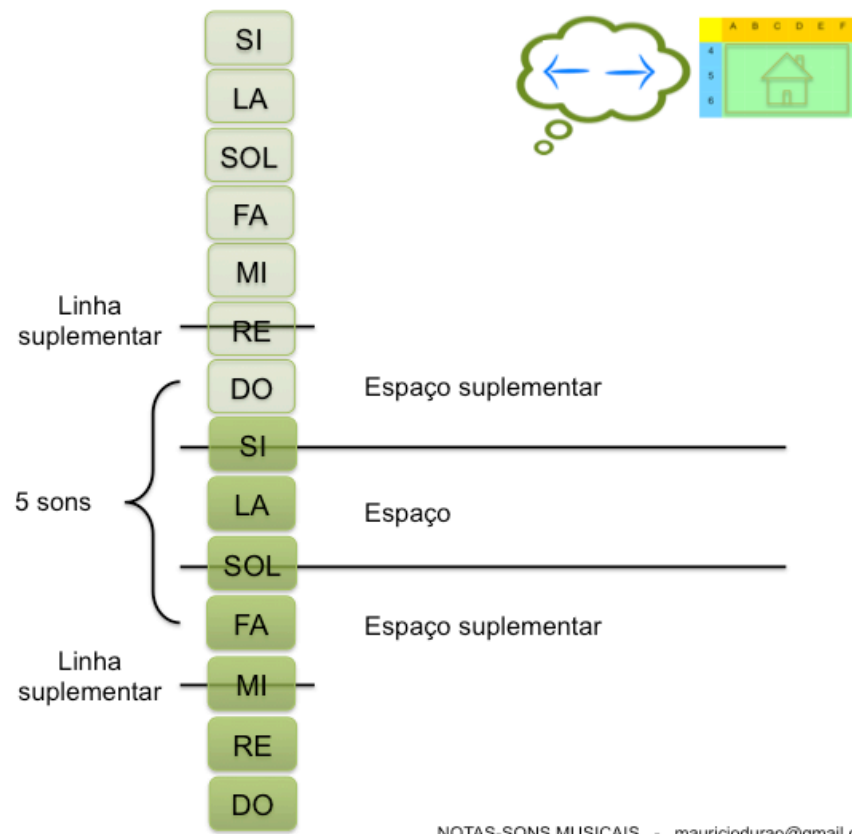 SI
A B C D E F
4
LA
5
6
SOL
FA
MI
Linha
suplementar
RE
DO
Espaço suplementar
SI
5 sons
LA
Espaço
SOL
FA
Espaço suplementar
Linha
suplementar
MI
RE
DO
NOTAS-SONS MUSICAIS -